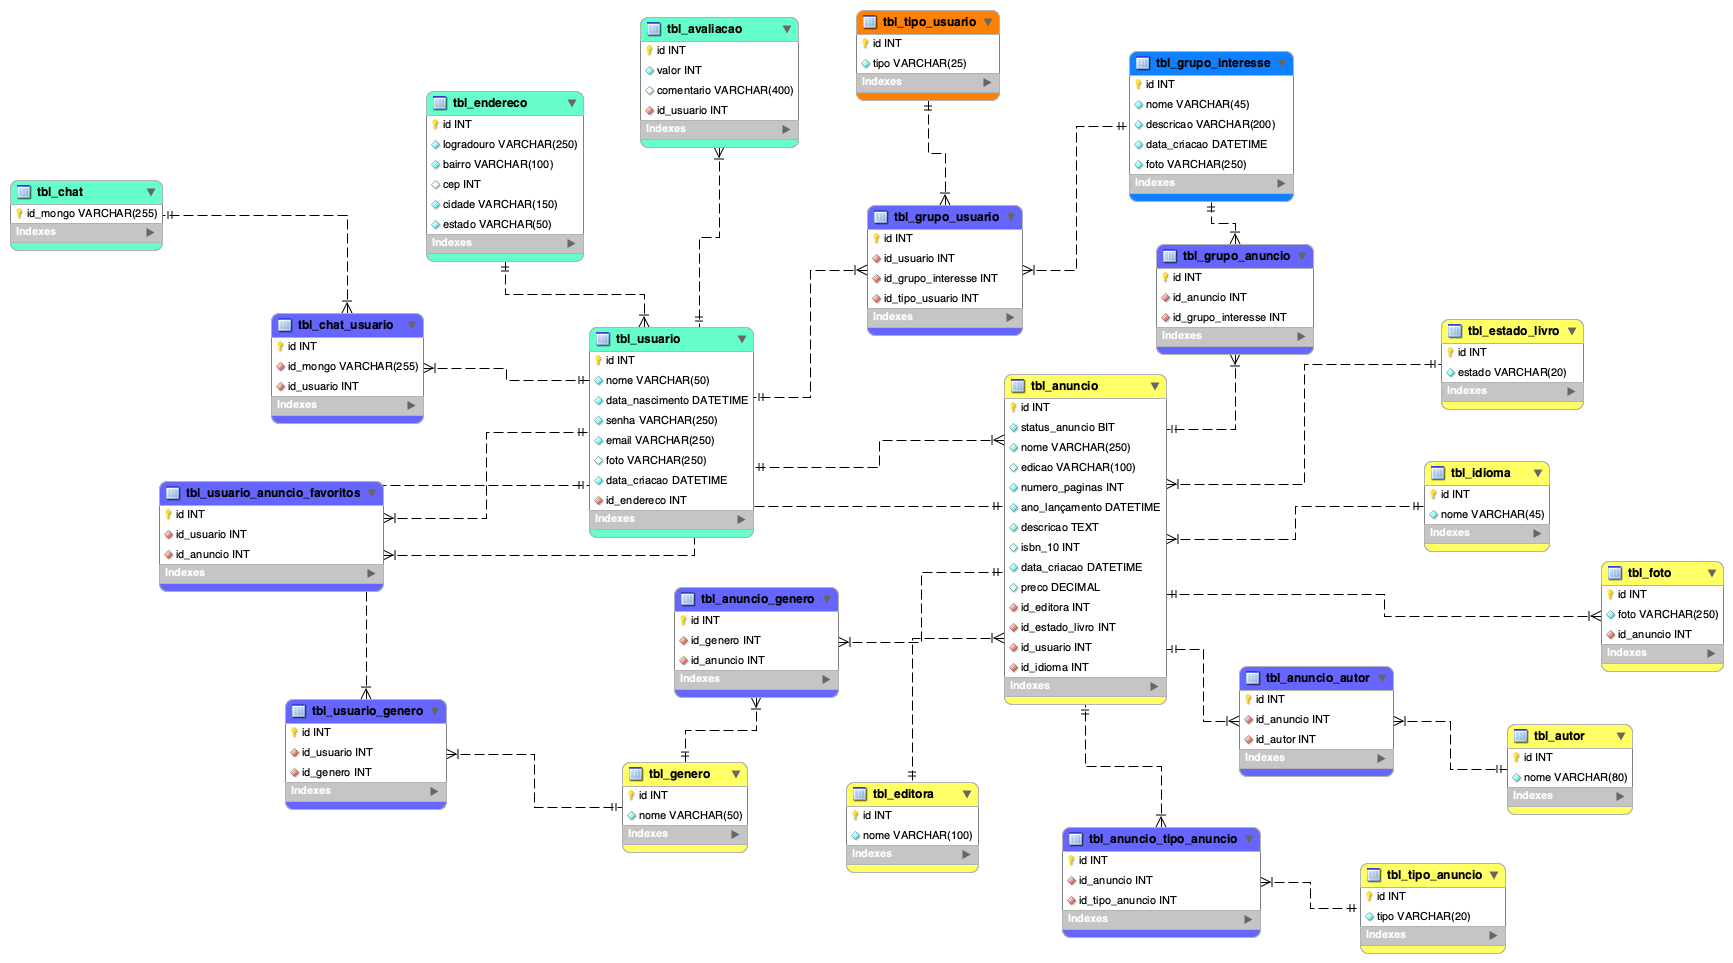 tbl_avaliacao
id INT
valor INT
comentario VARCHAR(400)
id_usuario INT
Indexes
tbl_tipo_usuario
id INT
tipo VARCHAR(25)
Indexes
tbl_grupo_interesse
id INT
nome VARCHAR(45)
descricao VARCHAR(200)
data_criacao DATETIME
foto VARCHAR(250)
Indexes
tbl_endereco
id INT
logradouro VARCHAR(250)
bairro VARCHAR(100)
cep INT
cidade VARCHAR(150)
estado VARCHAR(50)
Indexes
tbl_chat
id_mongo VARCHAR(255)
Indexes
tbl_grupo_usuario
id INT
id_usuario INT
id_grupo_interesse INT
id_tipo_usuario INT
Indexes
tbl_grupo_anuncio
id INT
id_anuncio INT
id_grupo_interesse INT
Indexes
tbl_chat_usuario
id INT
id_mongo VARCHAR(255)
id_usuario INT
Indexes
tbl_usuario
id INT
nome VARCHAR(50)
data_nascimento DATETIME
senha VARCHAR(250)
email VARCHAR(250)
foto VARCHAR(250)
data_criacao DATETIME
id_endereco INT
Indexes
tbl_estado_livro
id INT
estado VARCHAR(20)
Indexes
tbl_anuncio
id INT
status_anuncio BIT
nome VARCHAR(250)
edicao VARCHAR(100)
numero_paginas INT
ano_lançamento DATETIME
descricao TEXT
isbn_10 INT
data_criacao DATETIME
preco DECIMAL
id_editora INT
id_estado_livro INT
id_usuario INT
id_idioma INT
Indexes
tbl_idioma
id INT
nome VARCHAR(45)
Indexes
tbl_usuario_anuncio_favoritos
id INT
id_usuario INT
id_anuncio INT
Indexes
tbl_foto
id INT
foto VARCHAR(250)
id_anuncio INT
Indexes
tbl_anuncio_genero
id INT
id_genero INT
id_anuncio INT
Indexes
tbl_anuncio_autor
id INT
id_anuncio INT
id_autor INT
Indexes
tbl_usuario_genero
id INT
id_usuario INT
id_genero INT
Indexes
tbl_autor
id INT
nome VARCHAR(80)
Indexes
tbl_genero
id INT
nome VARCHAR(50)
Indexes
tbl_editora
id INT
nome VARCHAR(100)
Indexes
tbl_anuncio_tipo_anuncio
id INT
id_anuncio INT
id_tipo_anuncio INT
Indexes
tbl_tipo_anuncio
id INT
tipo VARCHAR(20)
Indexes